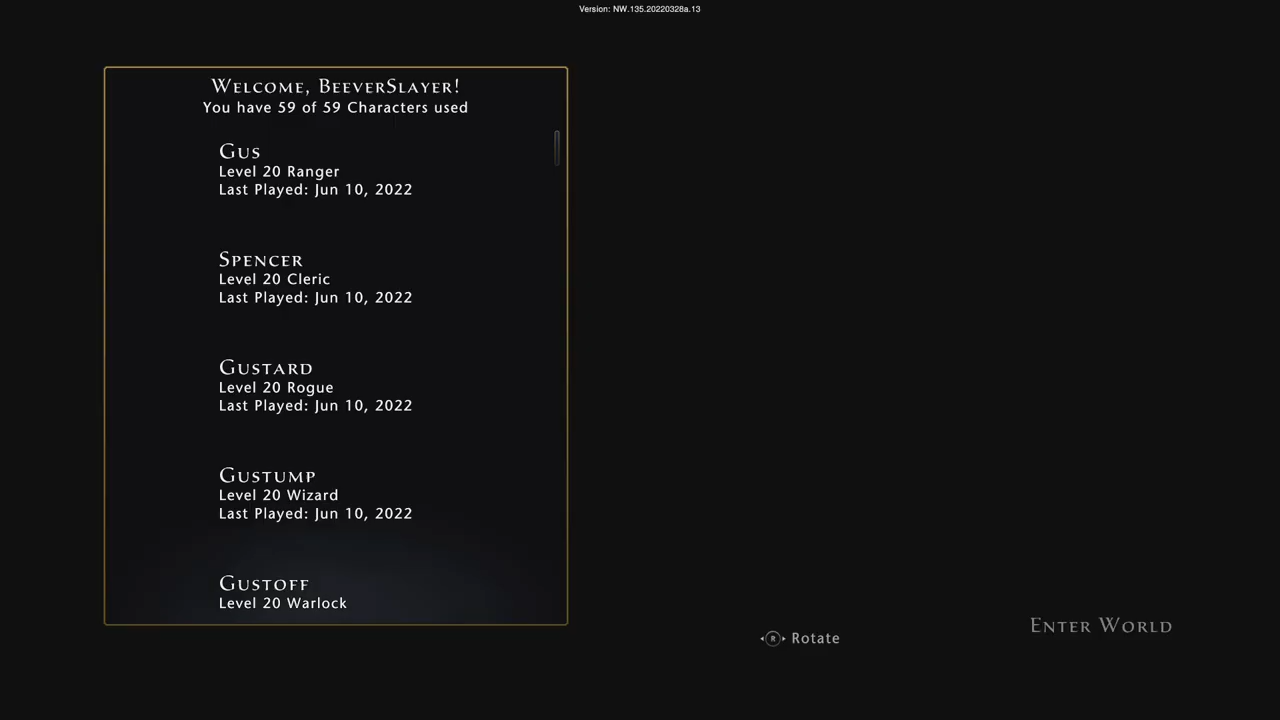 Version: NW.135.20220328a.13
Welcome, BeeverSlayer!
You have 59 of 59 Characters used
Gus
Level 20 Ranger
Last Played: Jun 10, 2022
Spencer
Level 20 Cleric
Last Played: Jun 10, 2022
Gustard
Level 20 Rogue
Last Played: Jun 10, 2022
Gustump
Level 20 Wizard
Last Played: Jun 10, 2022
Gustoff
Level 20 Warlock
Enter World
R Rotate